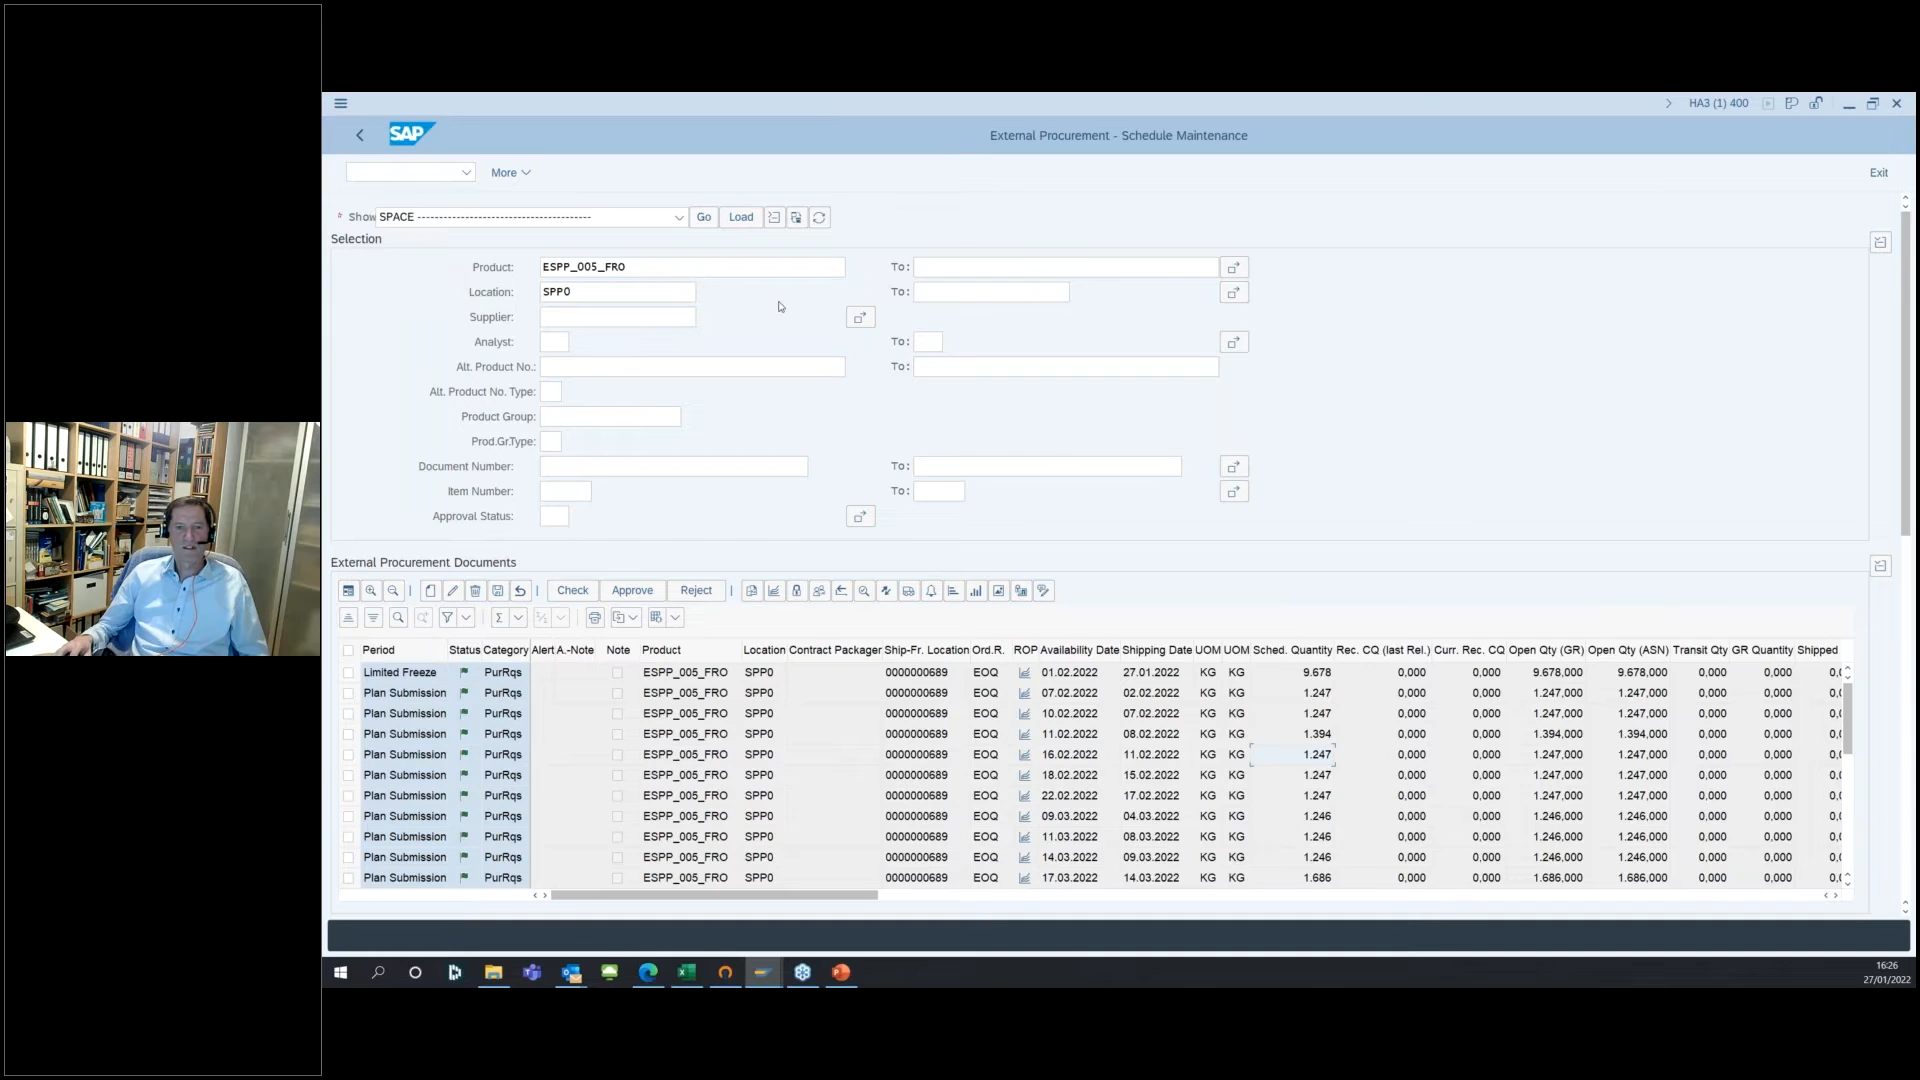 HA3 (1) 400
SAP
External Procurement - Schedule Maintenance
More
Exit
* Show SPACE ----------------------------------------
Go
Load
Selection
Product: ESPP_005_FRO To:
Location: SPP0 To:
Supplier:
Analyst: To:
Alt. Product No.: To:
Alt. Product No. Type:
Product Group:
Prod.Gr.Type:
Document Number: To:
Item Number: To:
Approval Status:
External Procurement Documents
Check Approve Reject
Period Status Category Alert A.-Note Note Product Location Contract Packager Ship-Fr. Location Ord.R. ROP Availability Date Shipping Date UOM UOM Sched. Quantity Rec. CQ (last Rel.) Curr. Rec. CQ Open Qty (GR) Open Qty (ASN) Transit Qty GR Quantity Shipped
Limited Freeze PurRqs ESPP_005_FRO SPP0 0000000689 EOQ 01.02.2022 27.01.2022 KG KG 9.678 0,000 0,000 9.678,000 9.678,000 0,000 0,000 0,(
Plan Submission PurRqs ESPP_005_FRO SPP0 0000000689 EOQ 07.02.2022 02.02.2022 KG KG 1.247 0,000 0,000 1.247,000 1.247,000 0,000 0,000 0,(
Plan Submission PurRqs ESPP_005_FRO SPP0 0000000689 EOQ 10.02.2022 07.02.2022 KG KG 1.247 0,000 0,000 1.247,000 1.247,000 0,000 0,000 0,(
Plan Submission PurRqs ESPP_005_FRO SPP0 0000000689 EOQ 11.02.2022 08.02.2022 KG KG 1.394 0,000 0,000 1.394,000 1.394,000 0,000 0,000 0,(
Plan Submission PurRqs ESPP_005_FRO SPP0 0000000689 EOQ 16.02.2022 11.02.2022 KG KG 1.247 0,000 0,000 1.247,000 1.247,000 0,000 0,000 0,(
Plan Submission PurRqs ESPP_005_FRO SPP0 0000000689 EOQ 18.02.2022 15.02.2022 KG KG 1.247 0,000 0,000 1.247,000 1.247,000 0,000 0,000 0,(
Plan Submission PurRqs ESPP_005_FRO SPP0 0000000689 EOQ 22.02.2022 17.02.2022 KG KG 1.247 0,000 0,000 1.247,000 1.247,000 0,000 0,000 0,(
Plan Submission PurRqs ESPP_005_FRO SPP0 0000000689 EOQ 09.03.2022 04.03.2022 KG KG 1.246 0,000 0,000 1.246,000 1.246,000 0,000 0,000 0,(
Plan Submission PurRqs ESPP_005_FRO SPP0 0000000689 EOQ 11.03.2022 08.03.2022 KG KG 1.246 0,000 0,000 1.246,000 1.246,000 0,000 0,000 0,(
Plan Submission PurRqs ESPP_005_FRO SPP0 0000000689 EOQ 14.03.2022 09.03.2022 KG KG 1.246 0,000 0,000 1.246,000 1.246,000 0,000 0,000 0,(
Plan Submission PurRqs ESPP_005_FRO SPP0 0000000689 EOQ 17.03.2022 14.03.2022 KG KG 1.686 0,000 0,000 1.686,000 1.686,000 0,000 0,000 0,(
16:26
27/01/2022